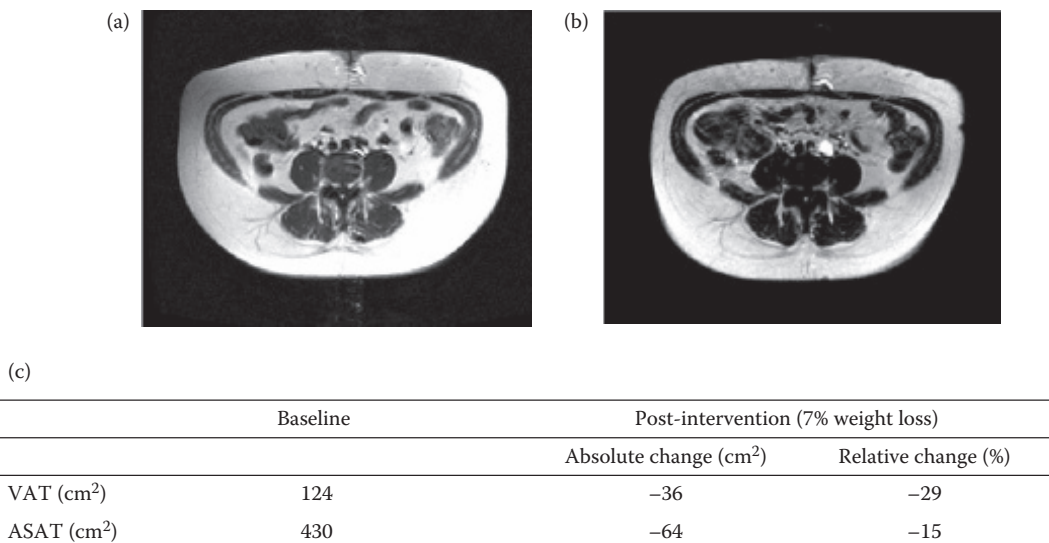 (a) (b)
(c)
Baseline Post-intervention (7% weight loss)
Absolute change (cm²) Relative change (%)
VAT (cm²) 124 –36 –29
ASAT (cm²) 430 –64 –15